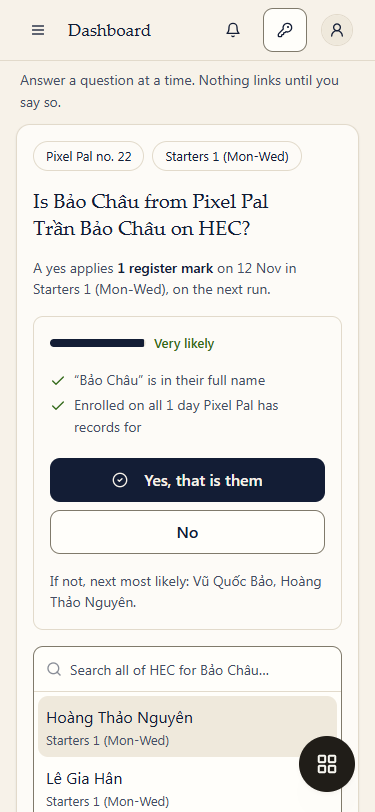 Dashboard
Answer a question at a time. Nothing links until you
say so.
Pixel Pal no. 22
Starters 1 (Mon-Wed)
Is Bảo Châu from Pixel Pal
Trần Bảo Châu on HEC?
A yes applies 1 register mark on 12 Nov in
Starters 1 (Mon-Wed), on the next run.
Very likely
“Bảo Châu” is in their full name
Enrolled on all 1 day Pixel Pal has
records for
Yes, that is them
No
If not, next most likely: Vũ Quốc Bảo, Hoàng
Thảo Nguyên.
Search all of HEC for Bảo Châu...
Hoàng Thảo Nguyên
Starters 1 (Mon-Wed)
Lê Gia Hân
Starters 1 (Mon-Wed)